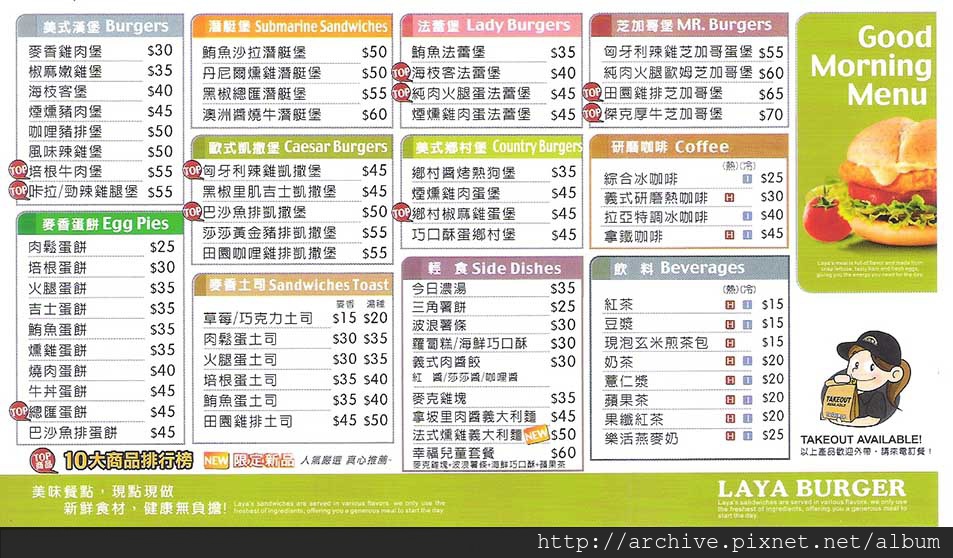 美式漢堡 Burgers
麥香雞肉堡 $30
椒麻嫩雞堡 $35
海枝客堡 $40
煙燻豬肉堡 $45
咖哩豬排堡 $50
風味辣雞堡 $50
TOP 培根牛肉堡 $55
TOP 咔拉/勁辣雞腿堡 $55
麥香蛋餅 Egg Pies
肉鬆蛋餅 $25
培根蛋餅 $30
火腿蛋餅 $35
吉士蛋餅 $35
鮪魚蛋餅 $35
燻雞蛋餅 $35
燒肉蛋餅 $40
牛丼蛋餅 $45
TOP 總匯蛋餅 $45
巴沙魚排蛋餅 $45
潛艇堡 Submarine Sandwiches
鮪魚沙拉潛艇堡 $50
丹尼爾燻雞潛艇堡 $50
黑椒總匯潛艇堡 $55
澳洲醬燒牛潛艇堡 $60
歐式凱撒堡 Caesar Burgers
TOP 匈牙利辣雞凱撒堡 $45
黑椒里肌吉士凱撒堡 $45
TOP 巴沙魚排凱撒堡 $50
莎莎黃金豬排凱撒堡 $55
田園咖哩雞排凱撒堡 $55
麥香土司 Sandwiches Toast
麥香 湯種
草莓/巧克力土司 $15 $20
肉鬆蛋土司 $30 $35
火腿蛋土司 $30 $35
培根蛋土司 $35 $40
鮪魚蛋土司 $35 $40
田園雞排土司 $45 $50
法蕾堡 Lady Burgers
鮪魚法蕾堡 $35
TOP 海枝客法蕾堡 $40
TOP 純肉火腿蛋法蕾堡 $45
煙燻雞肉蛋法蕾堡 $45
美式鄉村堡 Country Burgers
鄉村醬烤熱狗堡 $35
煙燻雞肉蛋堡 $45
TOP 鄉村椒麻雞蛋堡 $45
巧口酥蛋鄉村堡 $45
輕 食 Side Dishes
今日濃湯 $35
三角薯餅 $25
波浪薯條 $30
蘿蔔糕/海鮮巧口酥 $30
義式肉醬餃 $30
紅 醬/莎莎醬/咖哩醬
麥克雞塊 $35
拿坡里肉醬義大利麵 $45
法式燻雞義大利麵 NEW $50
幸福兒童套餐 $60
麥克雞塊+波浪薯條+海鮮巧口酥+蘋果茶
芝加哥堡 MR. Burgers
匈牙利辣雞芝加哥蛋堡 $55
純肉火腿歐姆芝加哥堡 $60
TOP 田園雞排芝加哥堡 $65
TOP 傑克厚牛芝加哥堡 $70
研磨咖啡 Coffee
(熱)(冷)
綜合冰咖啡 I $25
義式研磨熱咖啡 H $30
拉亞特調冰咖啡 I $40
拿鐵咖啡 H I $45
飲 料 Beverages
(熱)(冷)
紅茶 H I $15
豆漿 H I $15
現泡玄米煎茶包 H $15
奶茶 H I $20
薏仁漿 H I $20
蘋果茶 H I $20
果纖紅茶 H I $20
樂活燕麥奶 H I $25
Good
Morning
Menu
Laya's meal is full of flavor and made from
crisp lettuce, tasty ham and fresh eggs,
giving you the energy you need for the day.
TAKEOUT
AVAILABLE
TAKEOUT AVAILABLE!
以上產品歡迎外帶，請來電訂餐！
TOP 商品 10大商品排行榜 NEW 限定新品 人氣嚴選 真心推薦~
美味餐點，現點現做
新鮮食材，健康無負擔!
Laya's sandwiches are served in various flavors. we only use the
freshest of ingredients, offering you a generous meal to start the day.
LAYA BURGER
Laya's sandwiches are served in various flavors. we only use
the freshest of ingredients, offering you a generous meal to
start the day.
http://archive.pixnet.net/album